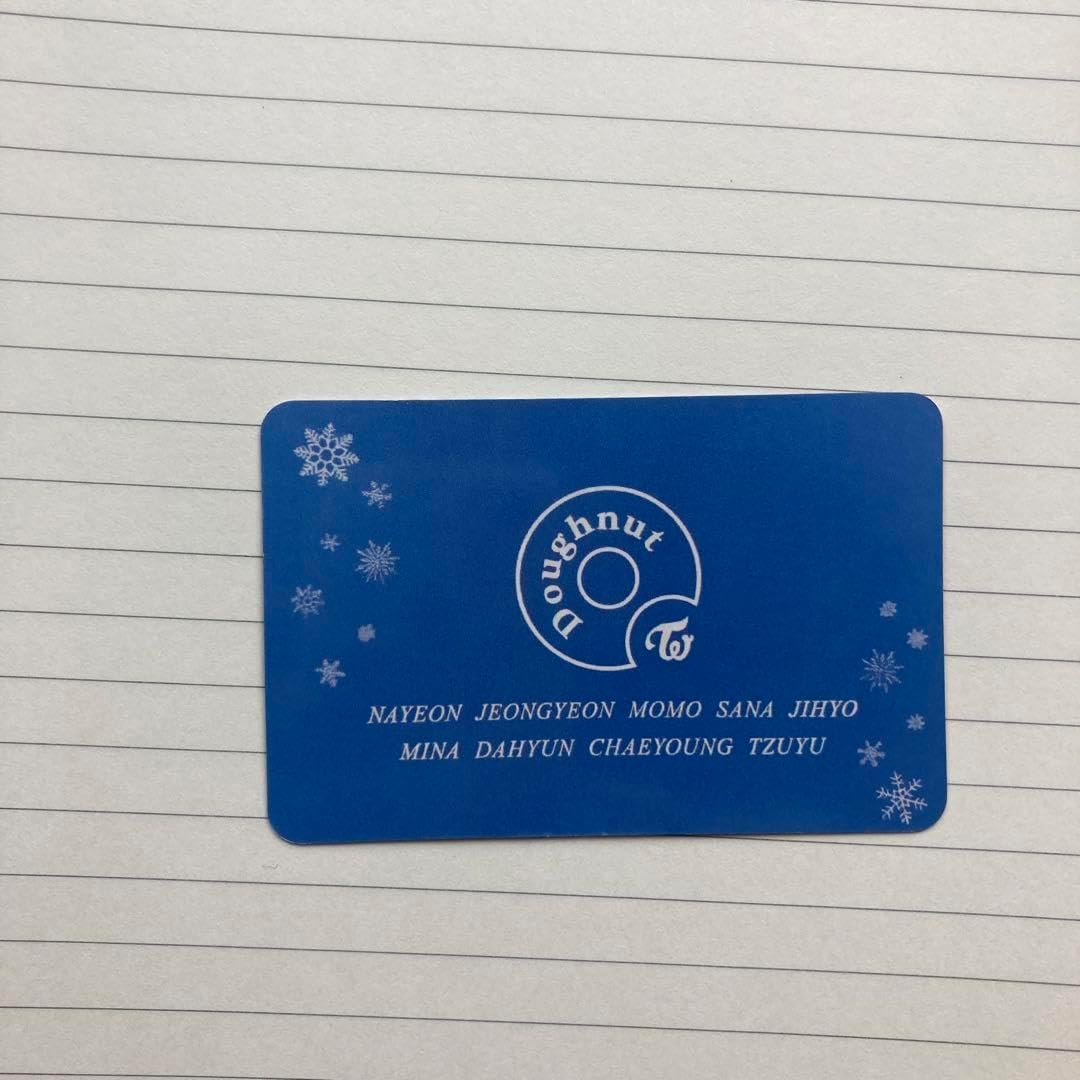 Doughnut
TW
NAYEON JEONGYEON MOMO SANA JIHYO
MINA DAHYUN CHAEYOUNG TZUYU